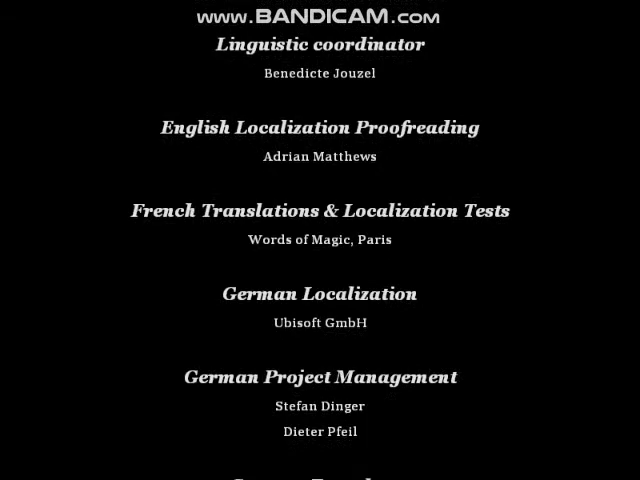 www.BANDICAM.com
Linguistic coordinator
Benedicte Jouzel
English Localization Proofreading
Adrian Matthews
French Translations & Localization Tests
Words of Magic, Paris
German Localization
Ubisoft GmbH
German Project Management
Stefan Dinger
Dieter Pfeil